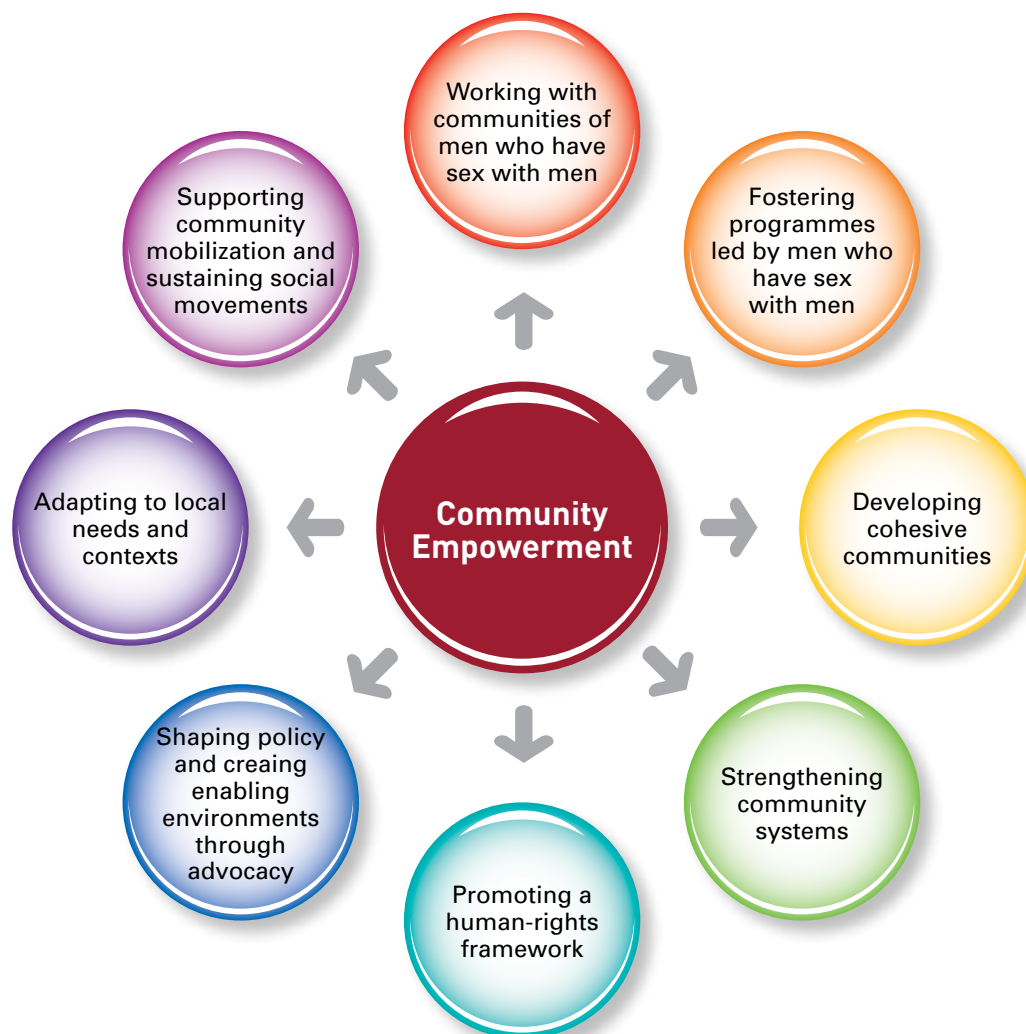 Working with
communities of
men who have
sex with men
Fostering
programmes
led by men who
have sex
with men
Developing
cohesive
communities
Strengthening
community
systems
Promoting a
human-rights
framework
Shaping policy
and creaing
enabling
environments
through
advocacy
Adapting to local
needs and
contexts
Supporting
community
mobilization and
sustaining social
movements
Community
Empowerment